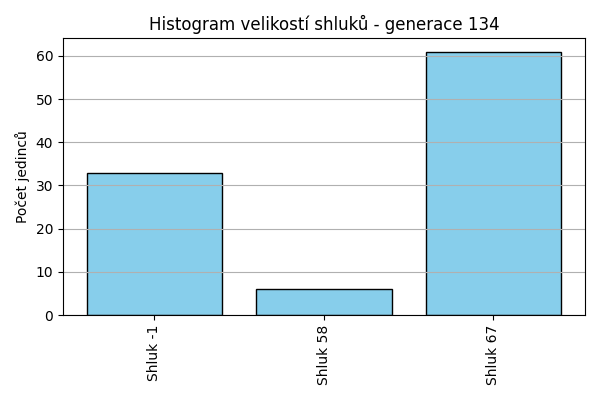 Histogram velikostí shluků - generace 134
Počet jedinců
60
50
40
30
20
10
0
Shluk -1
Shluk 58
Shluk 67